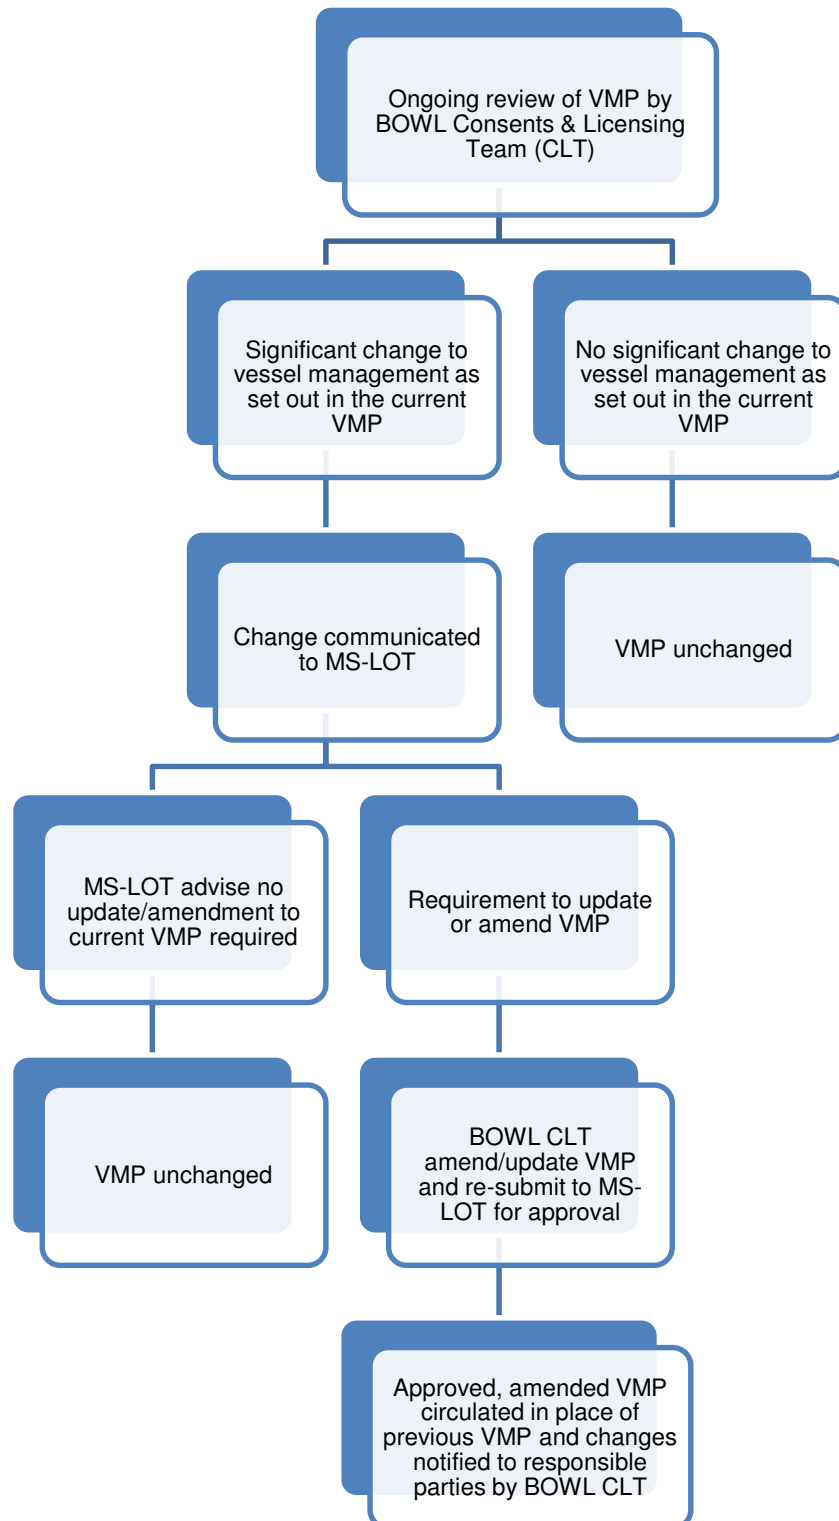 Ongoing review of VMP by
BOWL Consents & Licensing
Team (CLT)
Significant change to
vessel management as
set out in the current
VMP
No significant change to
vessel management as
set out in the current
VMP
Change communicated
to MS-LOT
VMP unchanged
MS-LOT advise no
update/amendment to
current VMP required
Requirement to update
or amend VMP
VMP unchanged
BOWL CLT
amend/update VMP
and re-submit to MS-
LOT for approval
Approved, amended VMP
circulated in place of
previous VMP and changes
notified to responsible
parties by BOWL CLT